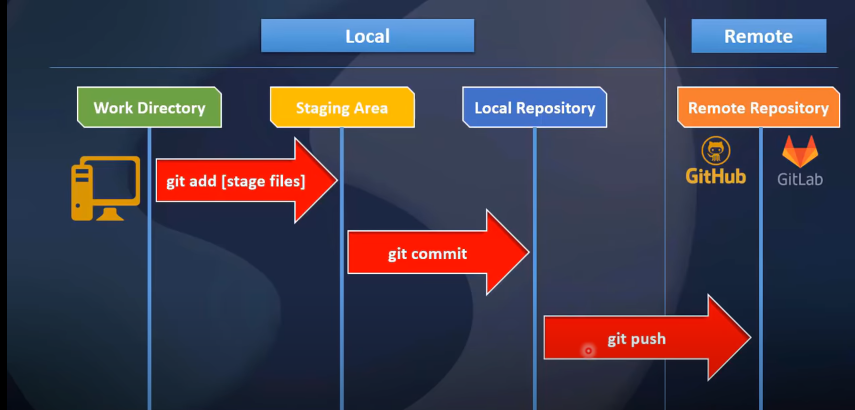 Local
Remote
Work Directory
Staging Area
Local Repository
Remote Repository
GitHub
GitLab
git add [stage files]
git commit
git push